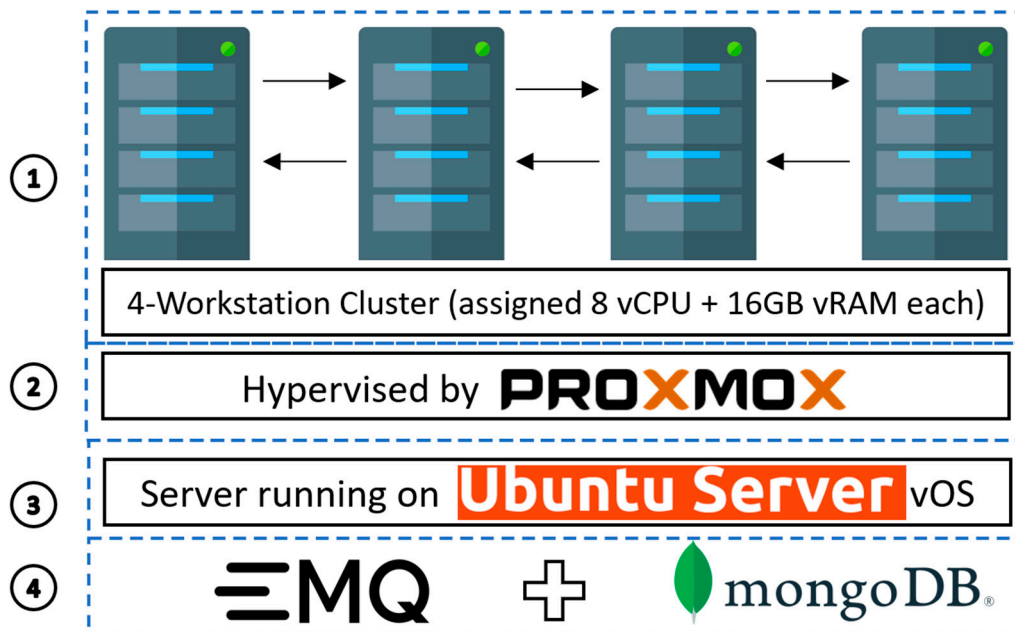 1
4-Workstation Cluster (assigned 8 vCPU + 16GB vRAM each)
2
Hypervised by PROXMOX
3
Server running on Ubuntu Server vOS
4
EMQ + mongoDB®